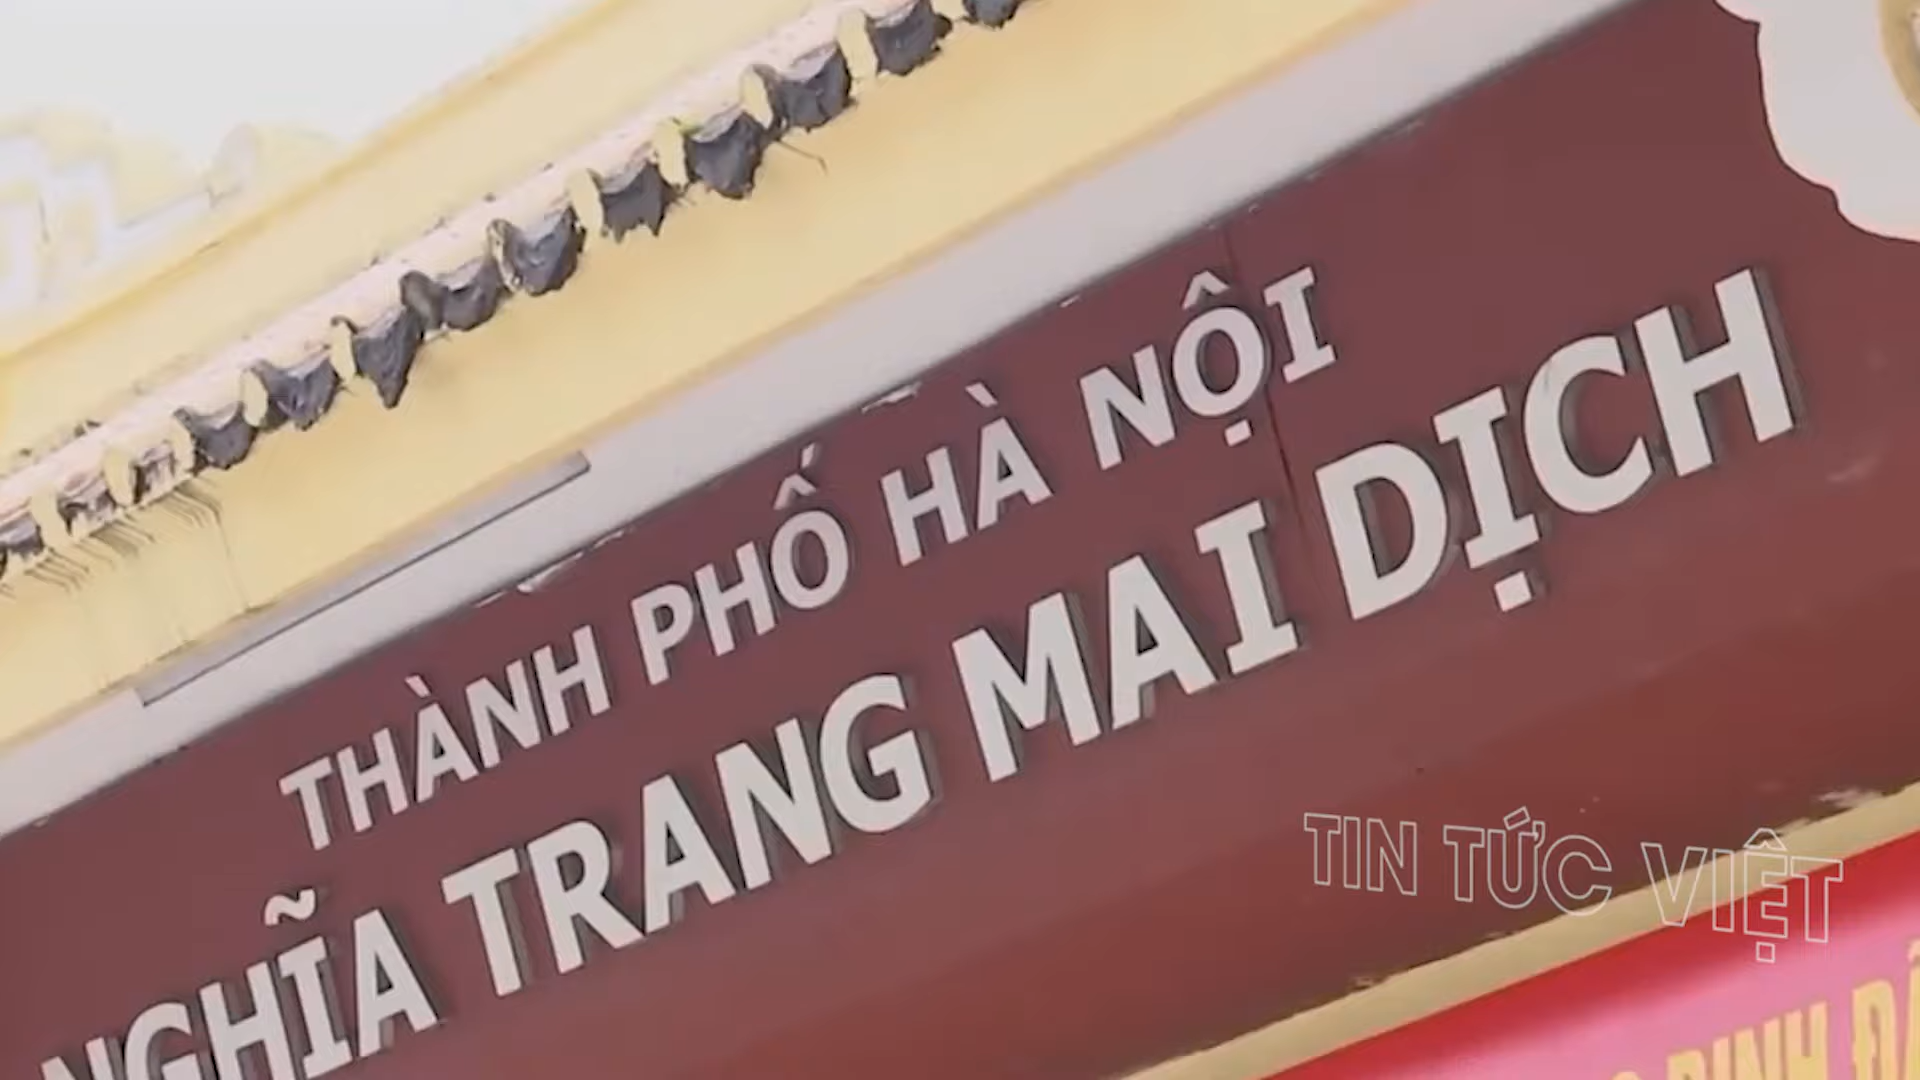 THÀNH PHỐ HÀ NỘI
NGHĨA TRANG MAI DỊCH
TIN TỨC VIỆT